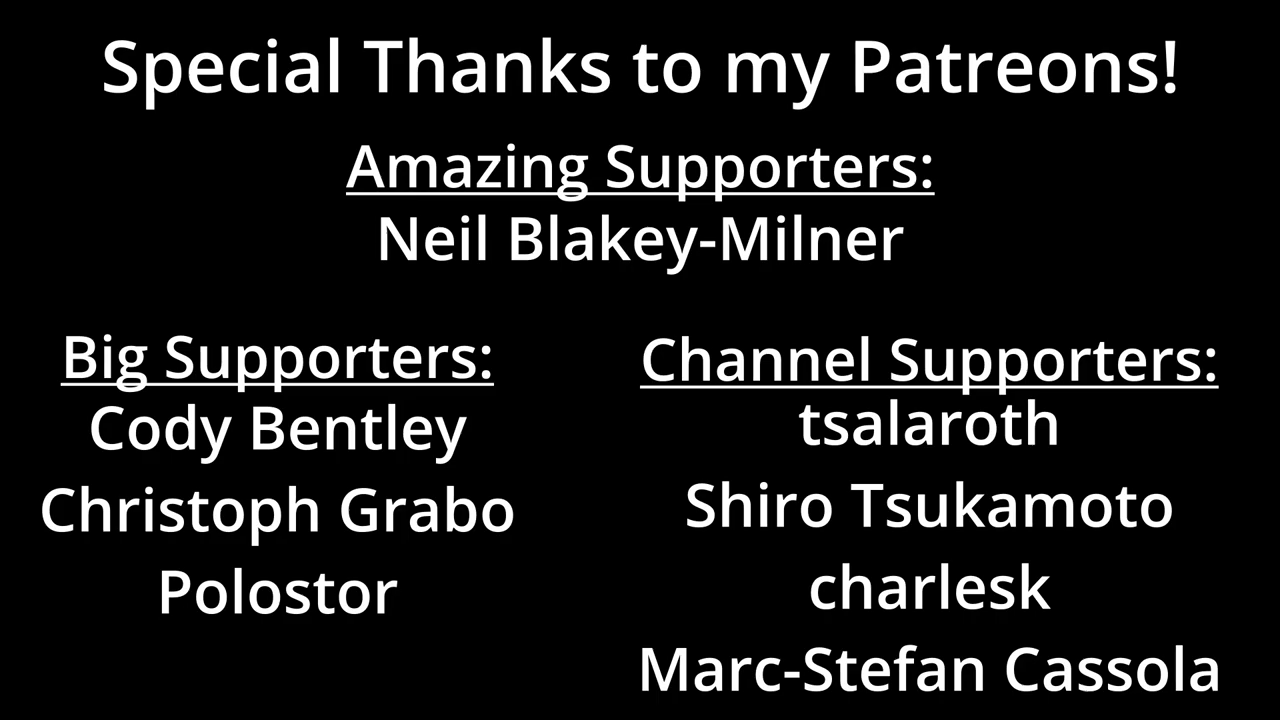 Special Thanks to my Patreons!
Amazing Supporters:
Neil Blakey-Milner
Big Supporters:
Cody Bentley
Christoph Grabo
Polostor
Channel Supporters:
tsalaroth
Shiro Tsukamoto
charlesk
Marc-Stefan Cassola